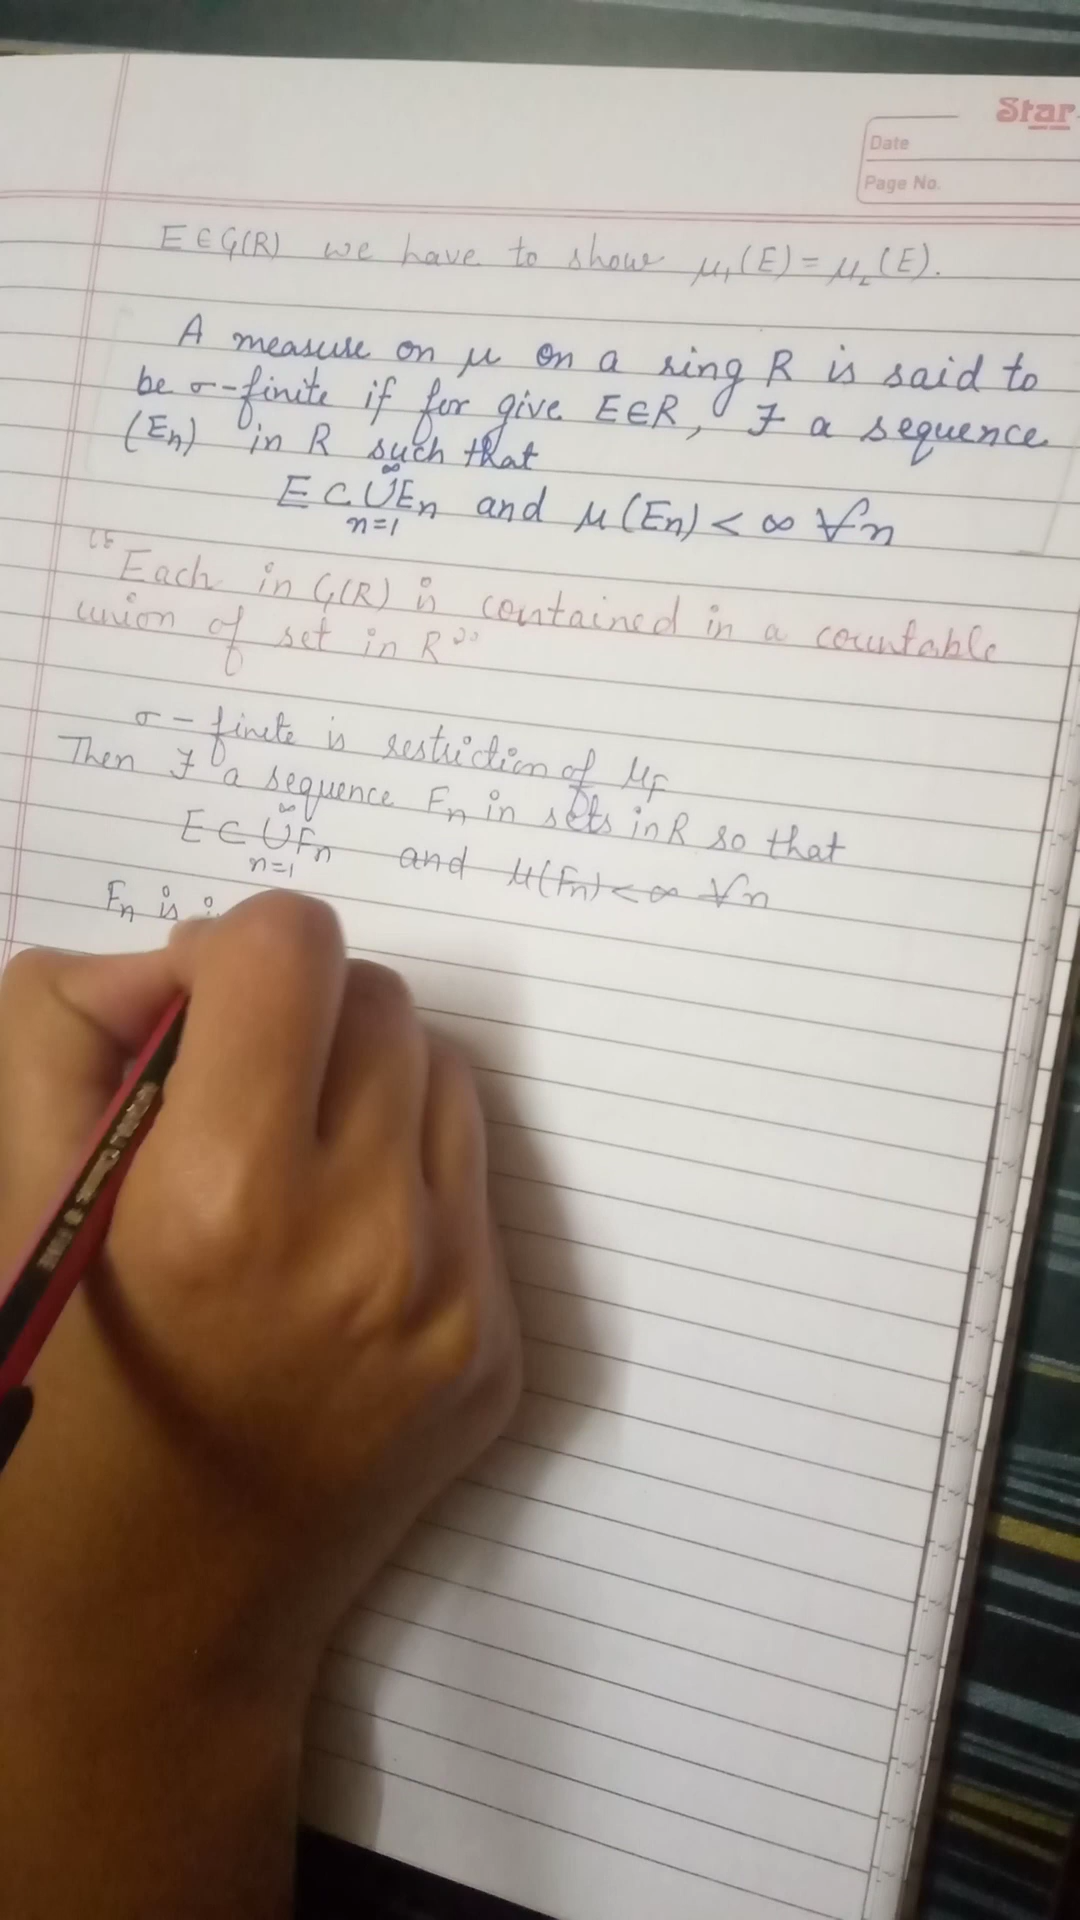 Star
Date
Page No.
E ∈ G(R) we have to show μ₁(E) = μ₂(E).
A measure on μ on a ring R is said to
be σ-finite if for give E∈R, ∃ a sequence
(En) in R such that
E ⊂ ∞∪n=1 En and μ(En) < ∞ ∀n
"Each in G(R) is contained in a countable
union of set in R"
σ-finite is restriction of μF
Then ∃ a sequence Fn in sets in R so that
E ⊂ ∞∪n=1 Fn and μ(Fn) < ∞ ∀n
Fn is